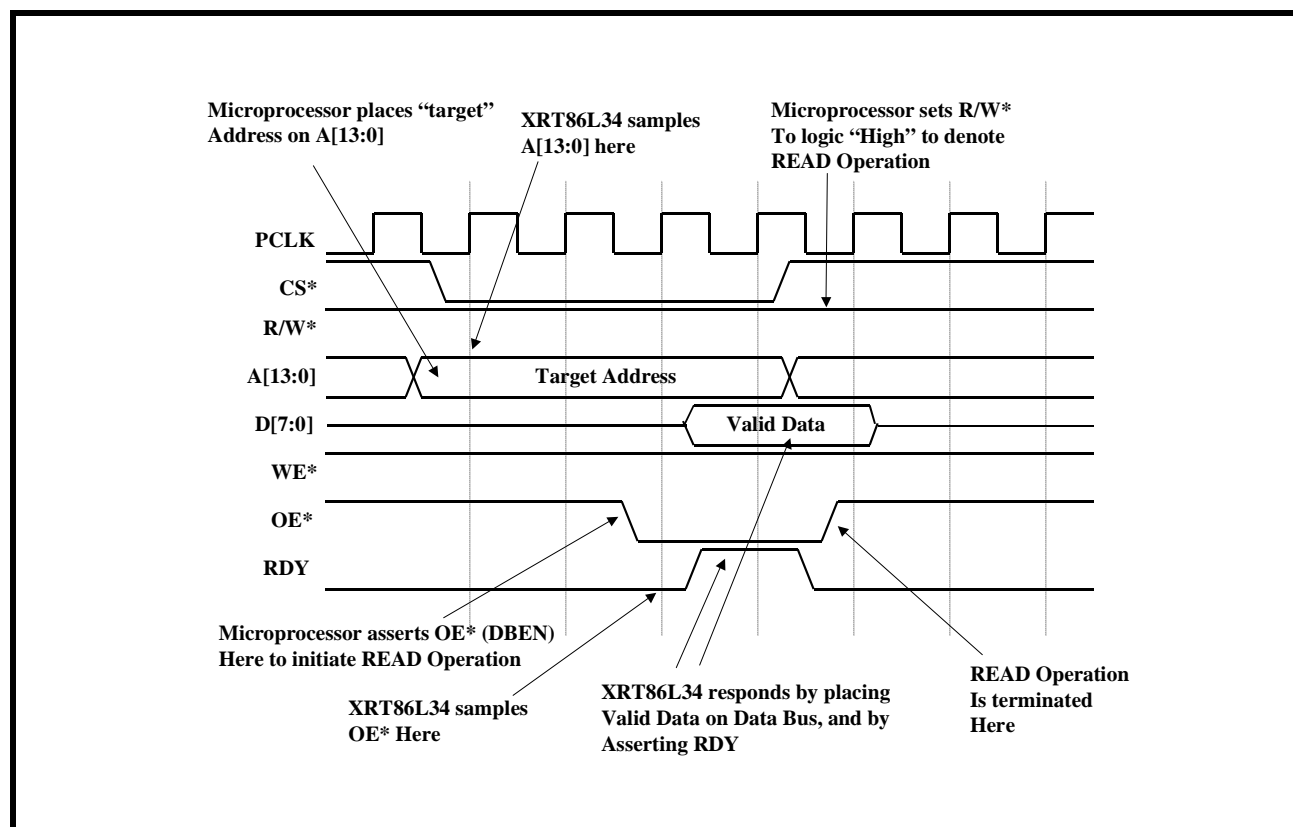 Microprocessor places “target”
Address on A[13:0]
XRT86L34 samples
A[13:0] here
Microprocessor sets R/W*
To logic “High” to denote
READ Operation
PCLK
CS*
R/W*
A[13:0]
Target Address
D[7:0]
Valid Data
WE*
OE*
RDY
Microprocessor asserts OE* (DBEN)
Here to initiate READ Operation
XRT86L34 samples
OE* Here
XRT86L34 responds by placing
Valid Data on Data Bus, and by
Asserting RDY
READ Operation
Is terminated
Here